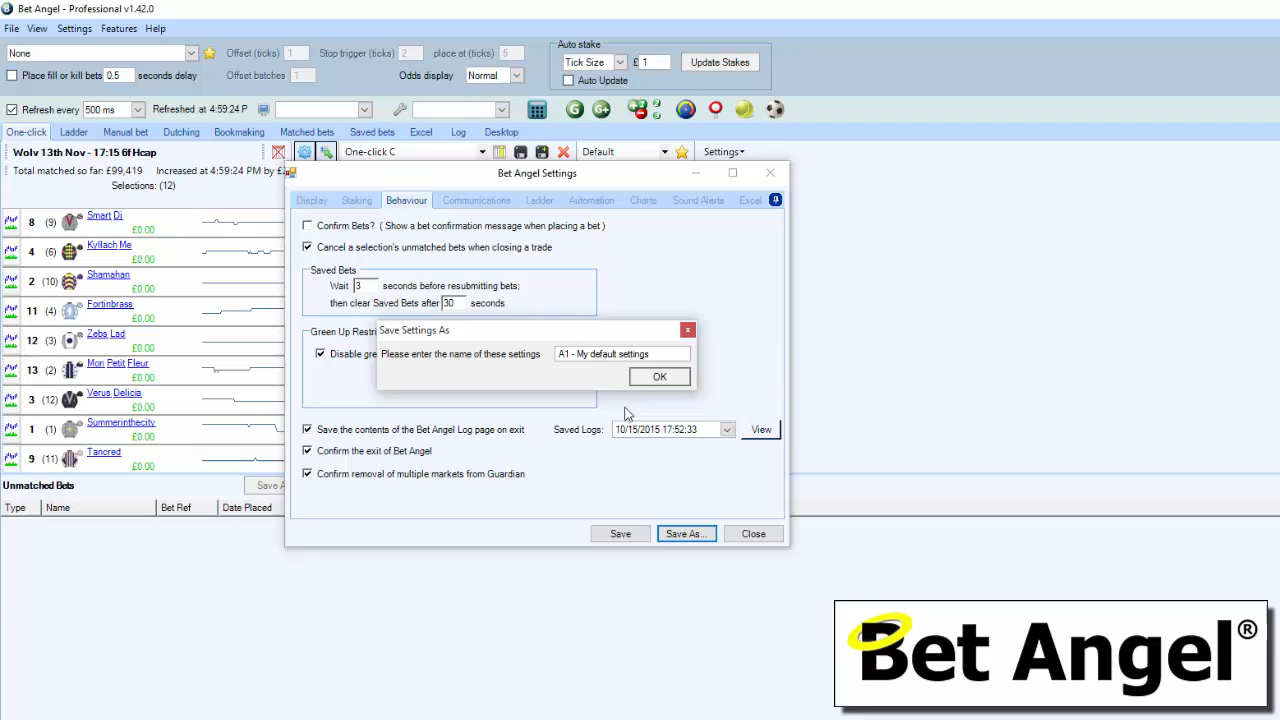 Bet Angel - Professional v1.42.0
File View Settings Features Help
None Offset (ticks) 1 Stop trigger (ticks) 2 place at (ticks) 5
Auto stake
Tick Size £ 1 Update Stakes
Place fill or kill bets 0.5 seconds delay Offset batches 1 Odds display Normal
Auto Update
Refresh every 500 ms Refreshed at 4:59:24 P G G+
One-click Ladder Manual bet Dutching Bookmaking Matched bets Saved bets Excel Log Desktop
Wolv 13th Nov - 17:15 6f Hcap One-click C Default Settings
Total matched so far: £99,419 Increased at 4:59:24 PM by
Selections: (12)
Bet Angel Settings
Display Staking Behaviour Communications Ladder Automation Charts Sound Alerts Excel
8 (9) Smart Di
£0.00
4 (6) Kyllach Me
£0.00
2 (10) Shamahan
£0.00
11 (4) Fortinbrass
£0.00
12 (3) Zebs Lad
£0.00
13 (2) Mon Petit Fleur
£0.00
3 (12) Verus Delicia
£0.00
1 (1) Summerinthecity
£0.00
9 (11) Tancred
£0.00
Confirm Bets? ( Show a bet confirmation message when placing a bet )
Cancel a selection's unmatched bets when closing a trade
Saved Bets
Wait 3 seconds before resubmitting bets;
then clear Saved Bets after 30 seconds
Green Up Restri
Disable gre
Save Settings As x
Please enter the name of these settings A1 - My default settings
OK
Save the contents of the Bet Angel Log page on exit Saved Logs: 10/15/2015 17:52:33 View
Confirm the exit of Bet Angel
Confirm removal of multiple markets from Guardian
Save Save As... Close
Unmatched Bets Save A
Type Name Bet Ref Date Placed
Bet Angel®